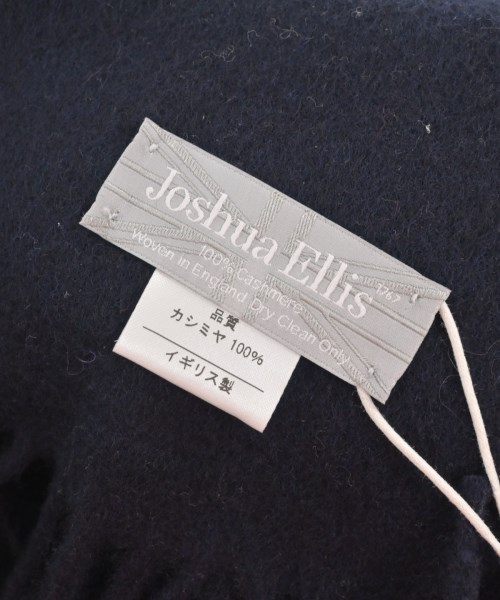 Joshua Ellis
1767
100% Cashmere
Woven in England Dry Clean Only
品質
カシミヤ 100%
イギリス製